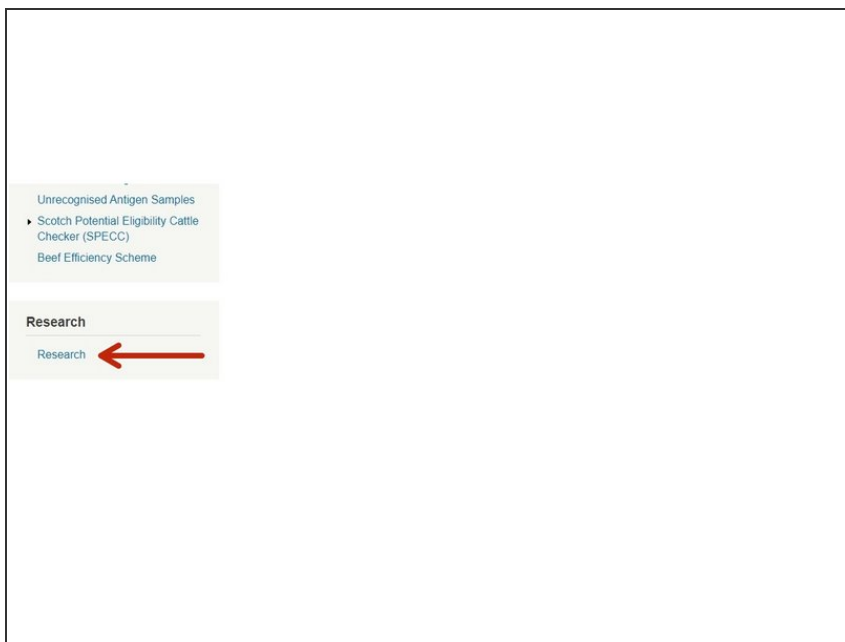 Unrecognised Antigen Samples
Scotch Potential Eligibility Cattle
Checker (SPECC)
Beef Efficiency Scheme
Research
Research